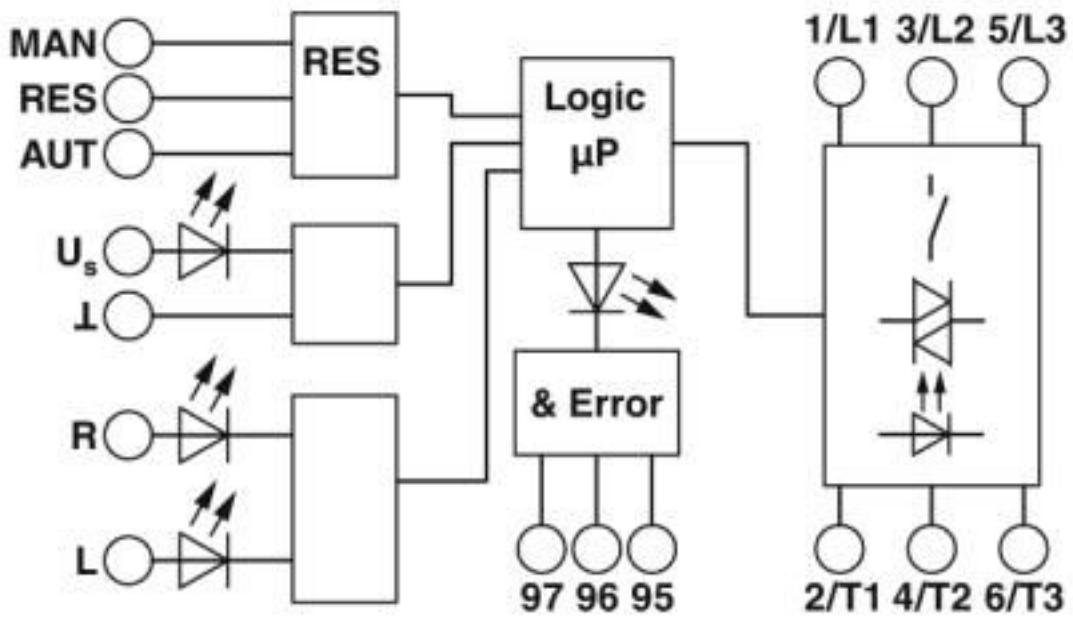 MAN
RES
AUT
RES
U_s
⊥
R
L
Logic
µP
& Error
97 96 95
1/L1 3/L2 5/L3
2/T1 4/T2 6/T3